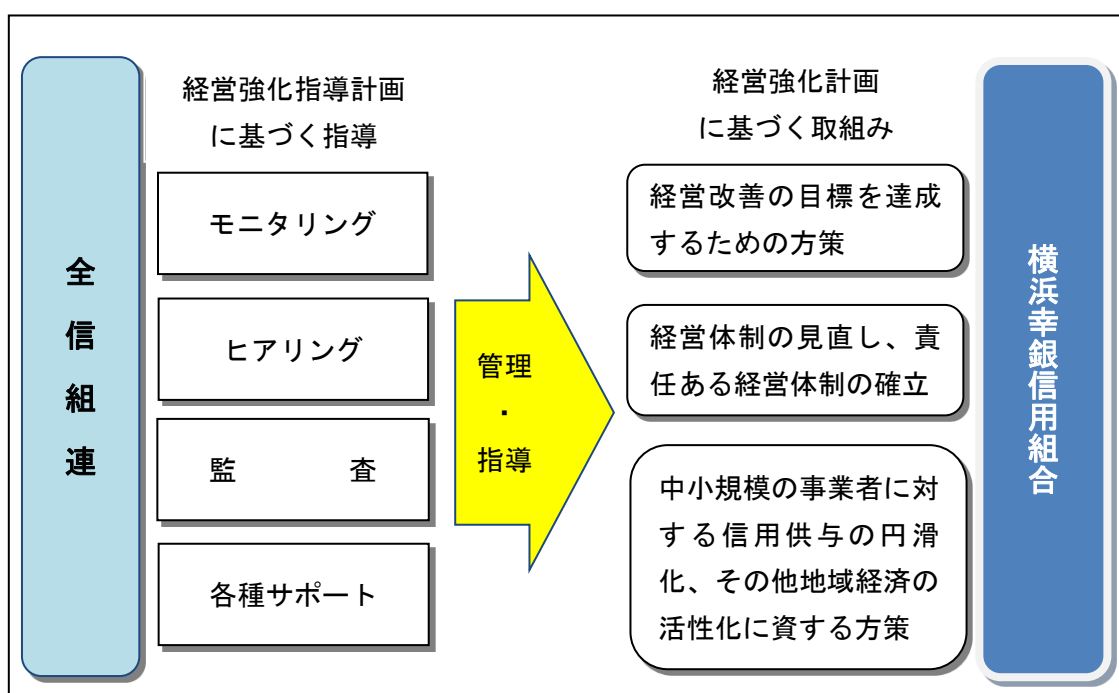 全信組連
経営強化指導計画
に基づく指導
モニタリング
ヒアリング
監　　　査
各種サポート
管理
・
指導
経営強化計画
に基づく取組み
経営改善の目標を達成
するための方策
経営体制の見直し、責
任ある経営体制の確立
中小規模の事業者に対
する信用供与の円滑
化、その他地域経済の
活性化に資する方策
横浜幸銀信用組合